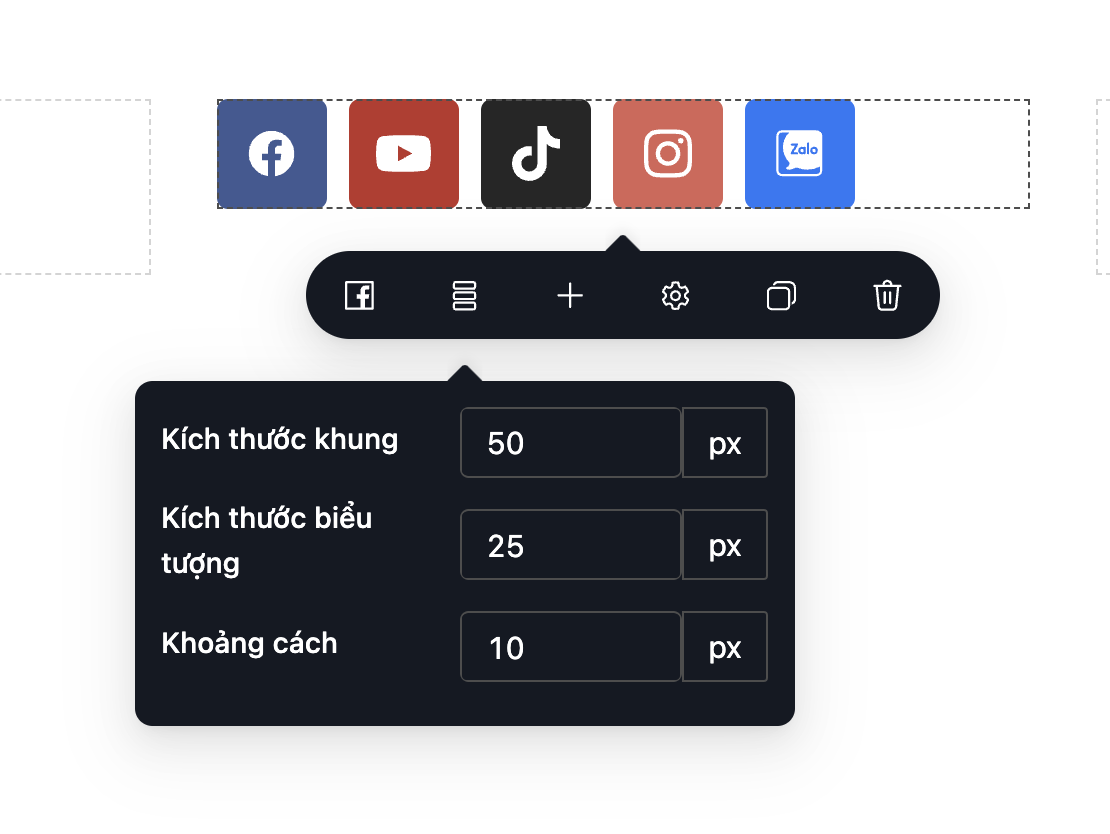 Zalo
Kích thước khung
50
px
Kích thước biểu
tượng
25
px
Khoảng cách
10
px